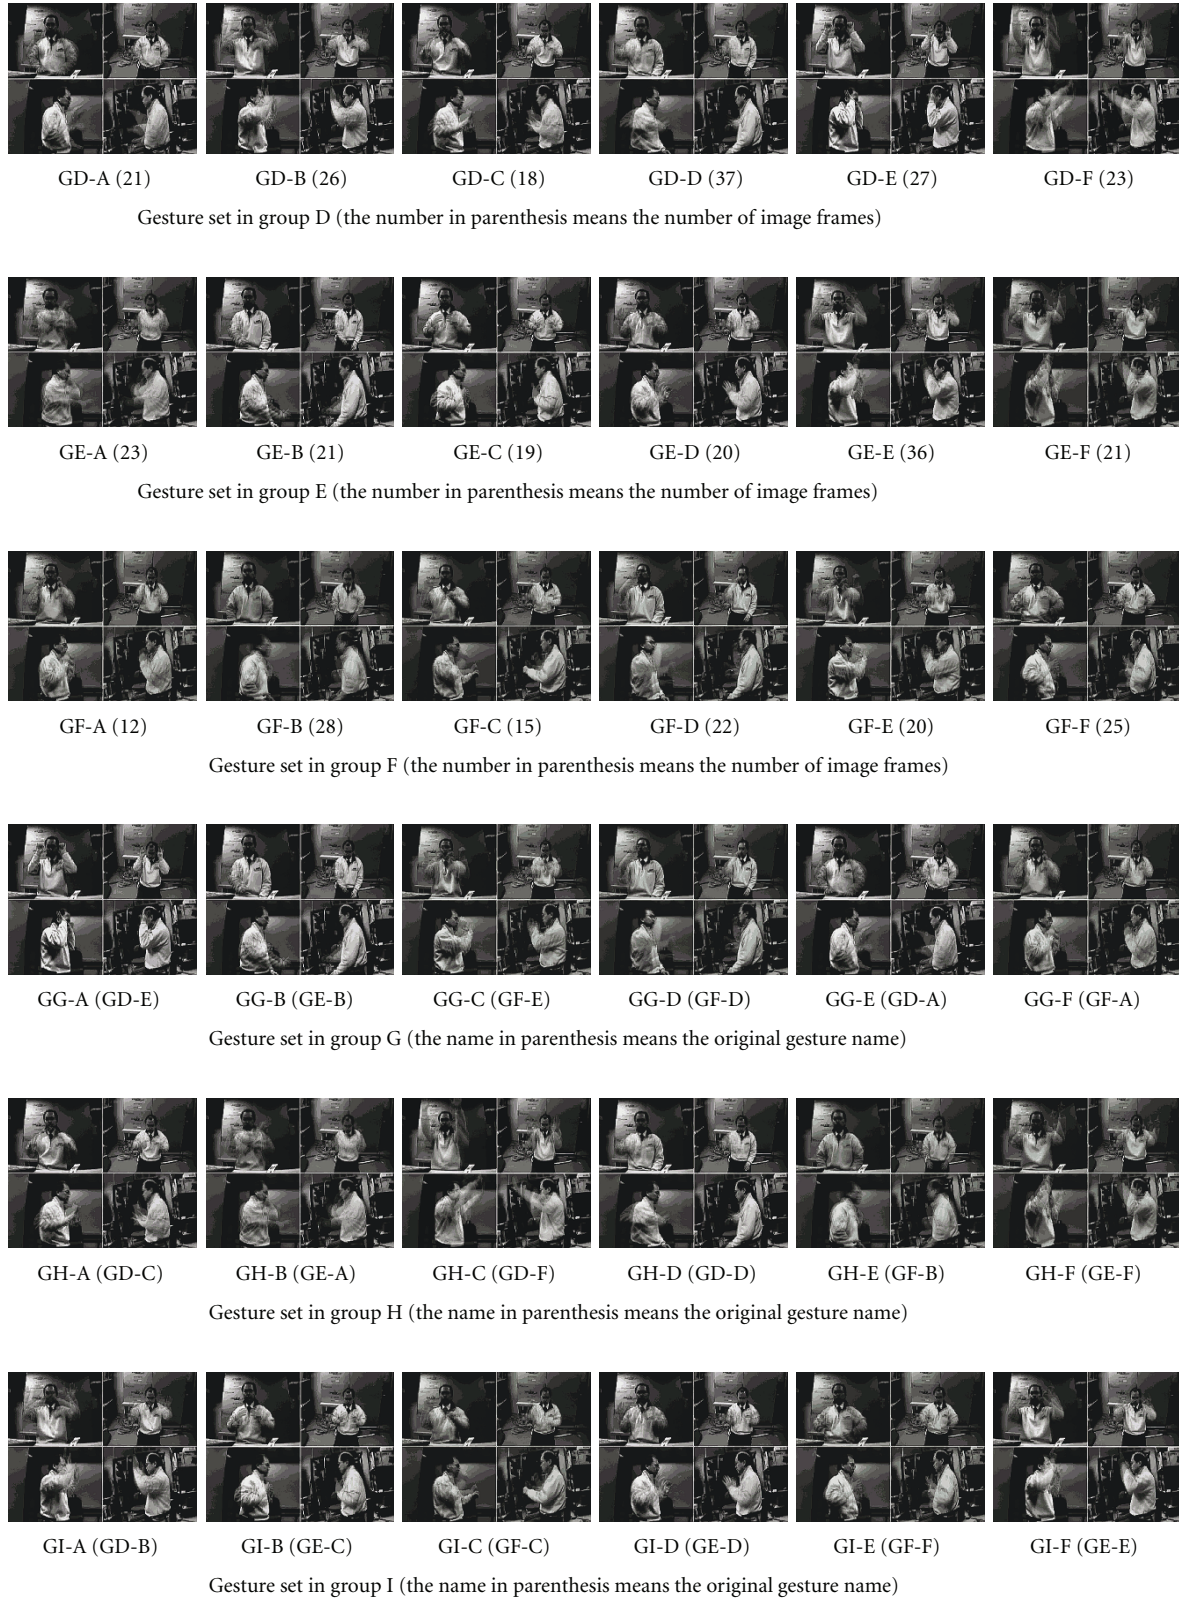 GD-A (21) GD-B (26) GD-C (18) GD-D (37) GD-E (27) GD-F (23)
Gesture set in group D (the number in parenthesis means the number of image frames)
GE-A (23) GE-B (21) GE-C (19) GE-D (20) GE-E (36) GE-F (21)
Gesture set in group E (the number in parenthesis means the number of image frames)
GF-A (12) GF-B (28) GF-C (15) GF-D (22) GF-E (20) GF-F (25)
Gesture set in group F (the number in parenthesis means the number of image frames)
GG-A (GD-E) GG-B (GE-B) GG-C (GF-E) GG-D (GF-D) GG-E (GD-A) GG-F (GF-A)
Gesture set in group G (the name in parenthesis means the original gesture name)
GH-A (GD-C) GH-B (GE-A) GH-C (GD-F) GH-D (GD-D) GH-E (GF-B) GH-F (GE-F)
Gesture set in group H (the name in parenthesis means the original gesture name)
GI-A (GD-B) GI-B (GE-C) GI-C (GF-C) GI-D (GE-D) GI-E (GF-F) GI-F (GE-E)
Gesture set in group I (the name in parenthesis means the original gesture name)